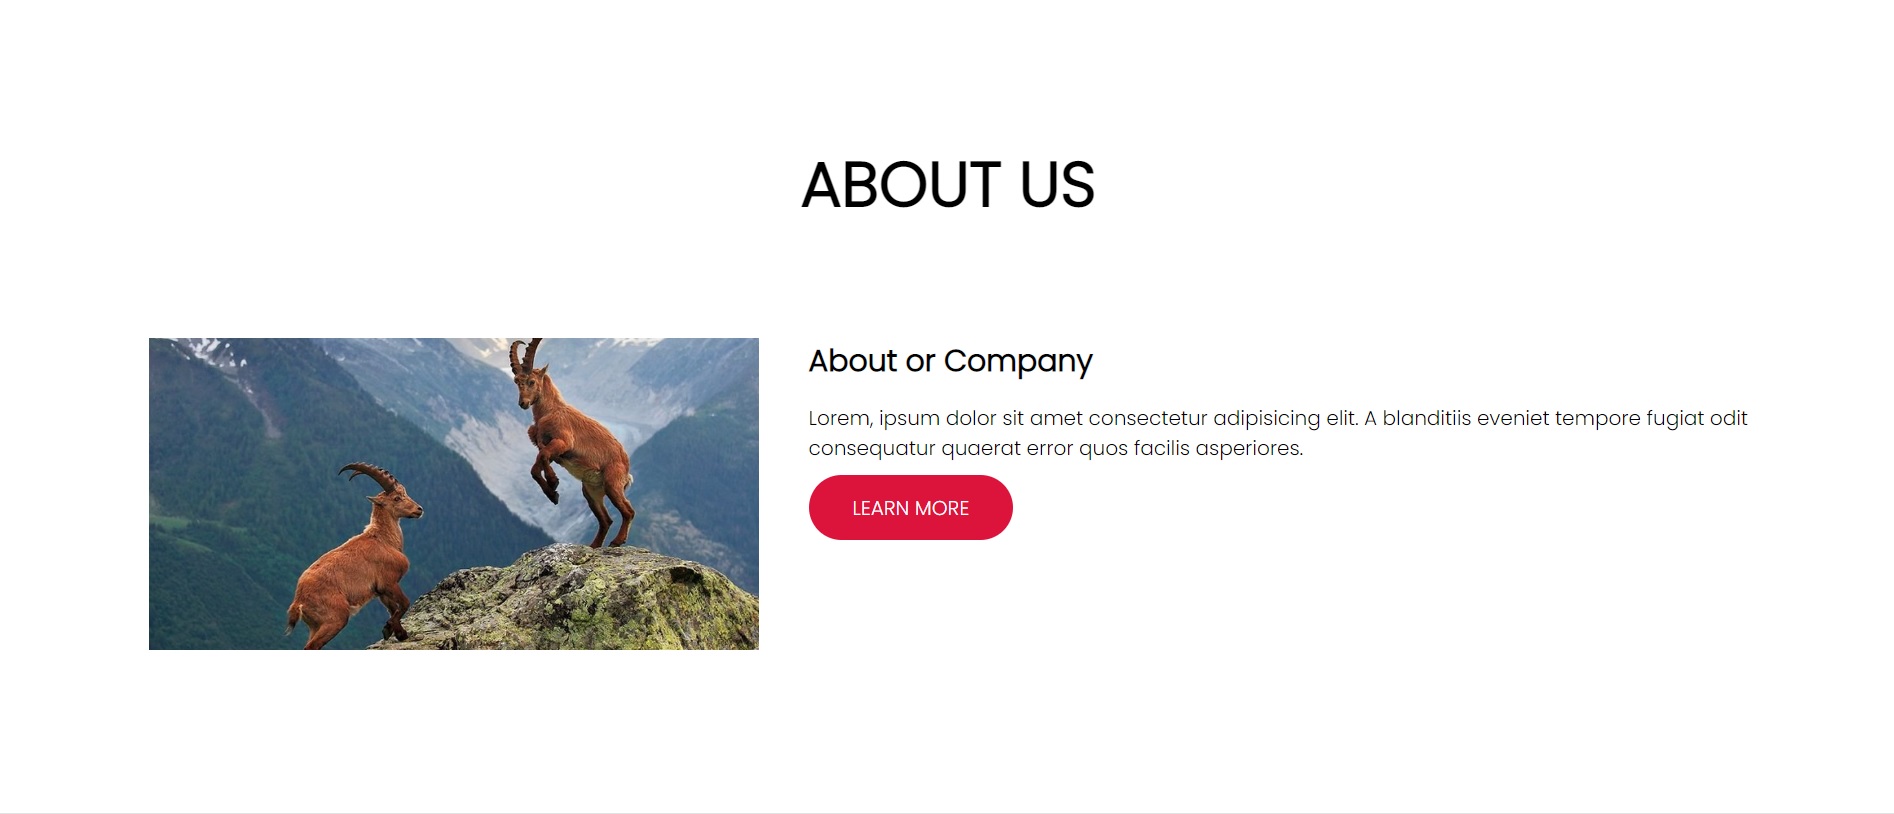 ABOUT US
About or Company
Lorem, ipsum dolor sit amet consectetur adipisicing elit. A blanditiis eveniet tempore fugiat odit
consequatur quaerat error quos facilis asperiores.
LEARN MORE